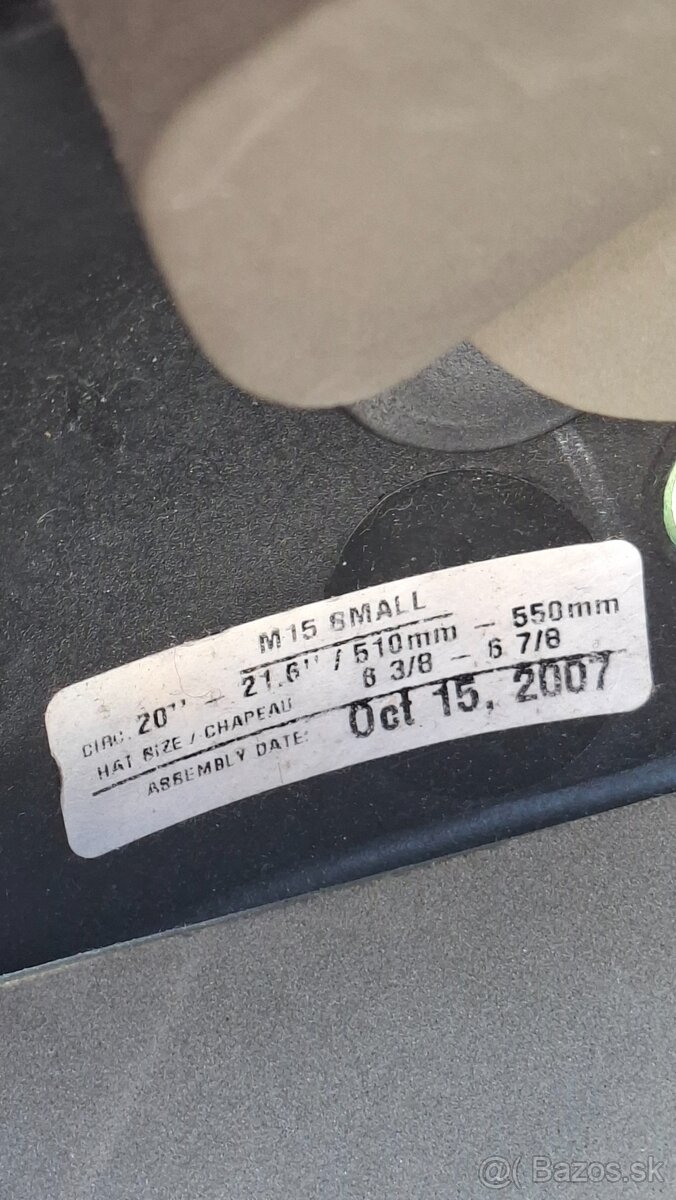 M15 SMALL
CIRC. 20'' - 21.6'' / 510mm - 550mm
HAT SIZE / CHAPEAU 6 3/8 - 6 7/8
ASSEMBLY DATE: Oct 15, 2007
@( Bazos.sk